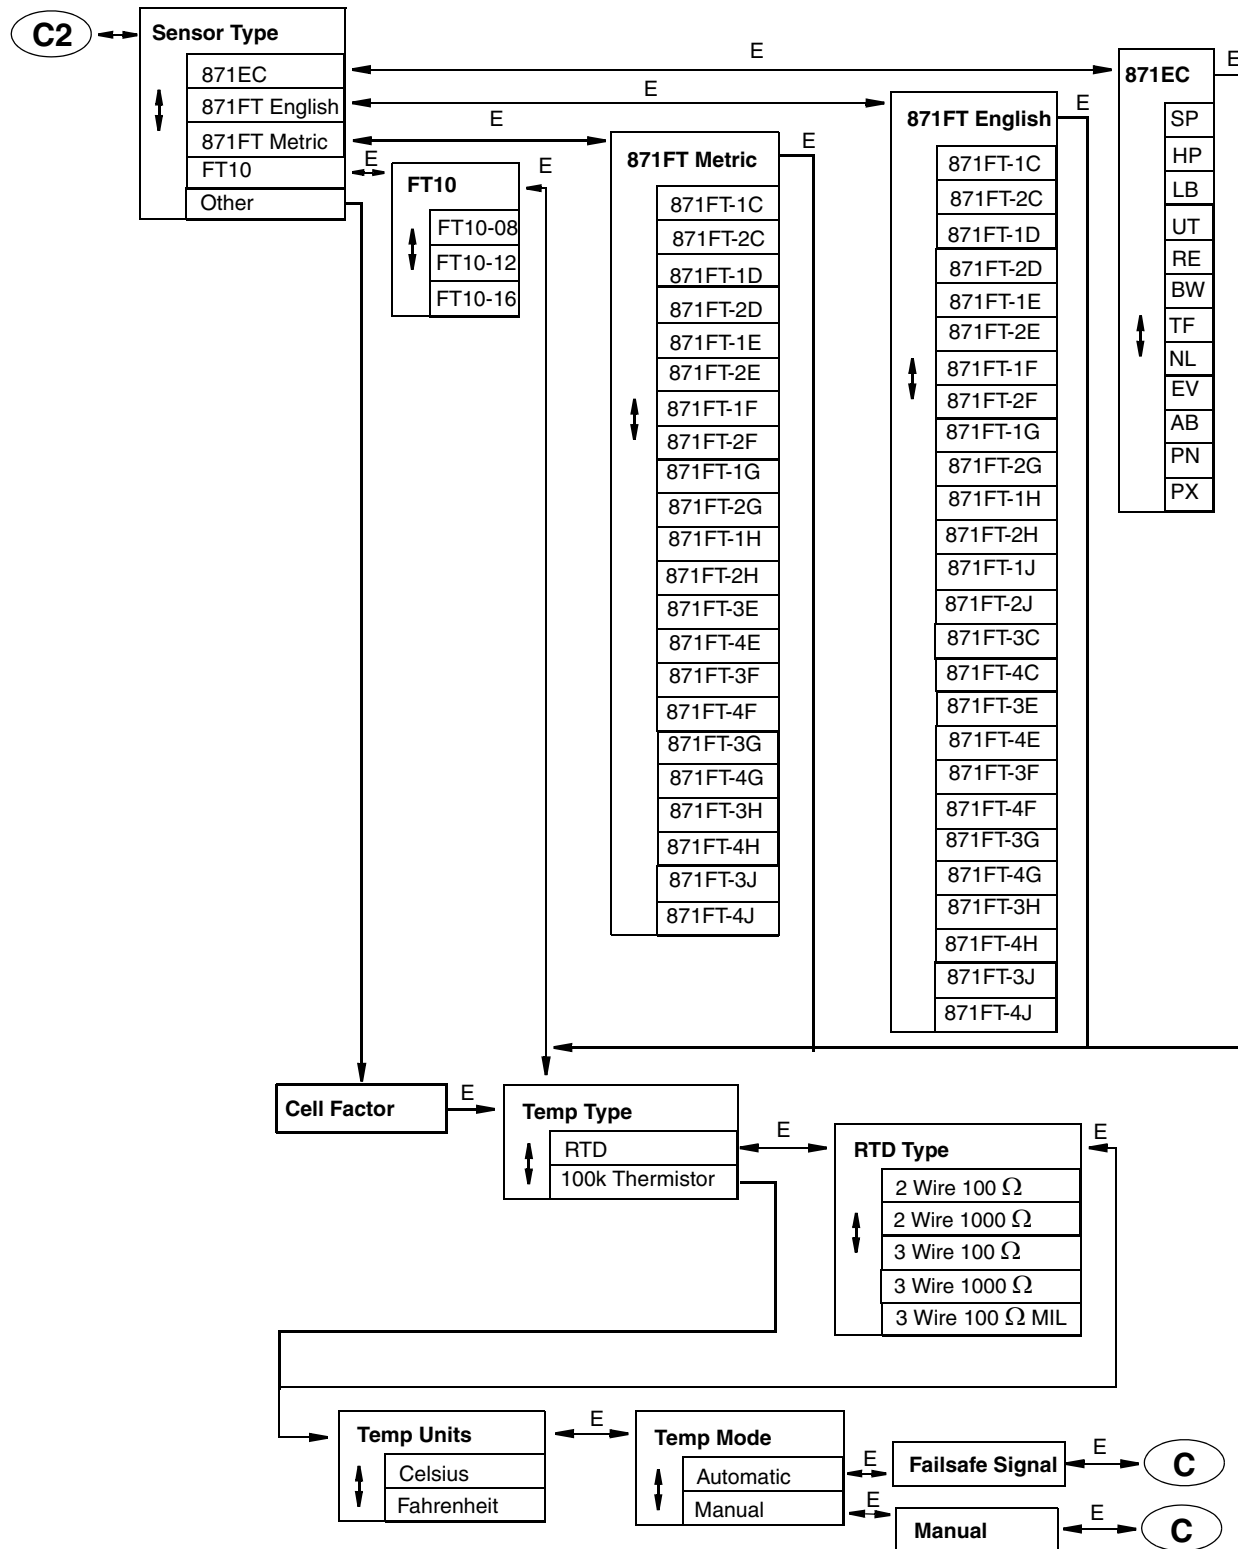 C2
Sensor Type
871EC
871FT English
871FT Metric
FT10
Other
E
E
E
E
E
FT10
FT10-08
FT10-12
FT10-16
871FT Metric
E
871FT-1C
871FT-2C
871FT-1D
871FT-2D
871FT-1E
871FT-2E
871FT-1F
871FT-2F
871FT-1G
871FT-2G
871FT-1H
871FT-2H
871FT-3E
871FT-4E
871FT-3F
871FT-4F
871FT-3G
871FT-4G
871FT-3H
871FT-4H
871FT-3J
871FT-4J
871FT English
E
871FT-1C
871FT-2C
871FT-1D
871FT-2D
871FT-1E
871FT-2E
871FT-1F
871FT-2F
871FT-1G
871FT-2G
871FT-1H
871FT-2H
871FT-1J
871FT-2J
871FT-3C
871FT-4C
871FT-3E
871FT-4E
871FT-3F
871FT-4F
871FT-3G
871FT-4G
871FT-3H
871FT-4H
871FT-3J
871FT-4J
871EC
E
SP
HP
LB
UT
RE
BW
TF
NL
EV
AB
PN
PX
Cell Factor
E
Temp Type
RTD
100k Thermistor
E
RTD Type
E
2 Wire 100 Ω
2 Wire 1000 Ω
3 Wire 100 Ω
3 Wire 1000 Ω
3 Wire 100 Ω MIL
Temp Units
Celsius
Fahrenheit
E
Temp Mode
Automatic
Manual
E
Failsafe Signal
E
C
E
Manual
E
C